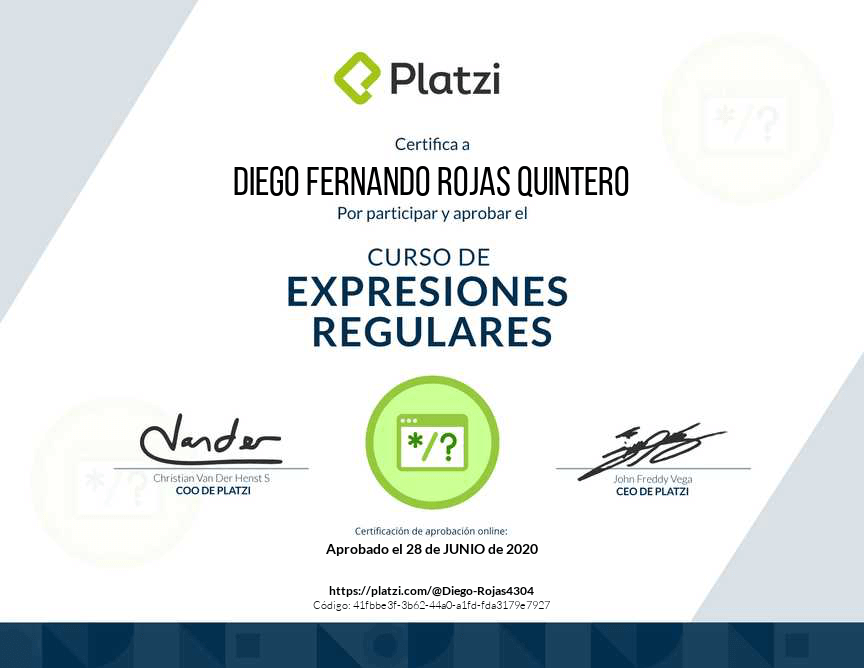 Platzi
Certifica a
DIEGO FERNANDO ROJAS QUINTERO
Por participar y aprobar el
CURSO DE
EXPRESIONES
REGULARES
*/?
*/?
*/?
Vander
Christian Van Der Henst S
COO DE PLATZI
John Freddy Vega
CEO DE PLATZI
Certificación de aprobación online:
Aprobado el 28 de JUNIO de 2020
https://platzi.com/@Diego-Rojas4304
Código: 41fbbe3f-3b62-44a0-a1fd-fda3179e7927